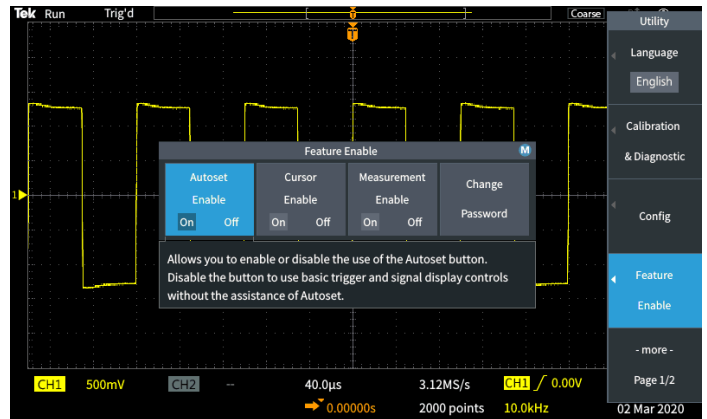 Tek Run Trig'd Coarse
T
T
Utility
Language
English
Calibration
& Diagnostic
Config
Feature
Enable
- more -
Page 1/2
Feature Enable M
Autoset
Enable
On Off
Cursor
Enable
On Off
Measurement
Enable
On Off
Change
Password
Allows you to enable or disable the use of the Autoset button.
Disable the button to use basic trigger and signal display controls
without the assistance of Autoset.
1
CH1 500mV CH2 -- 40.0µs 3.12MS/s CH1 0.00V
0.00000s 2000 points 10.0kHz 02 Mar 2020